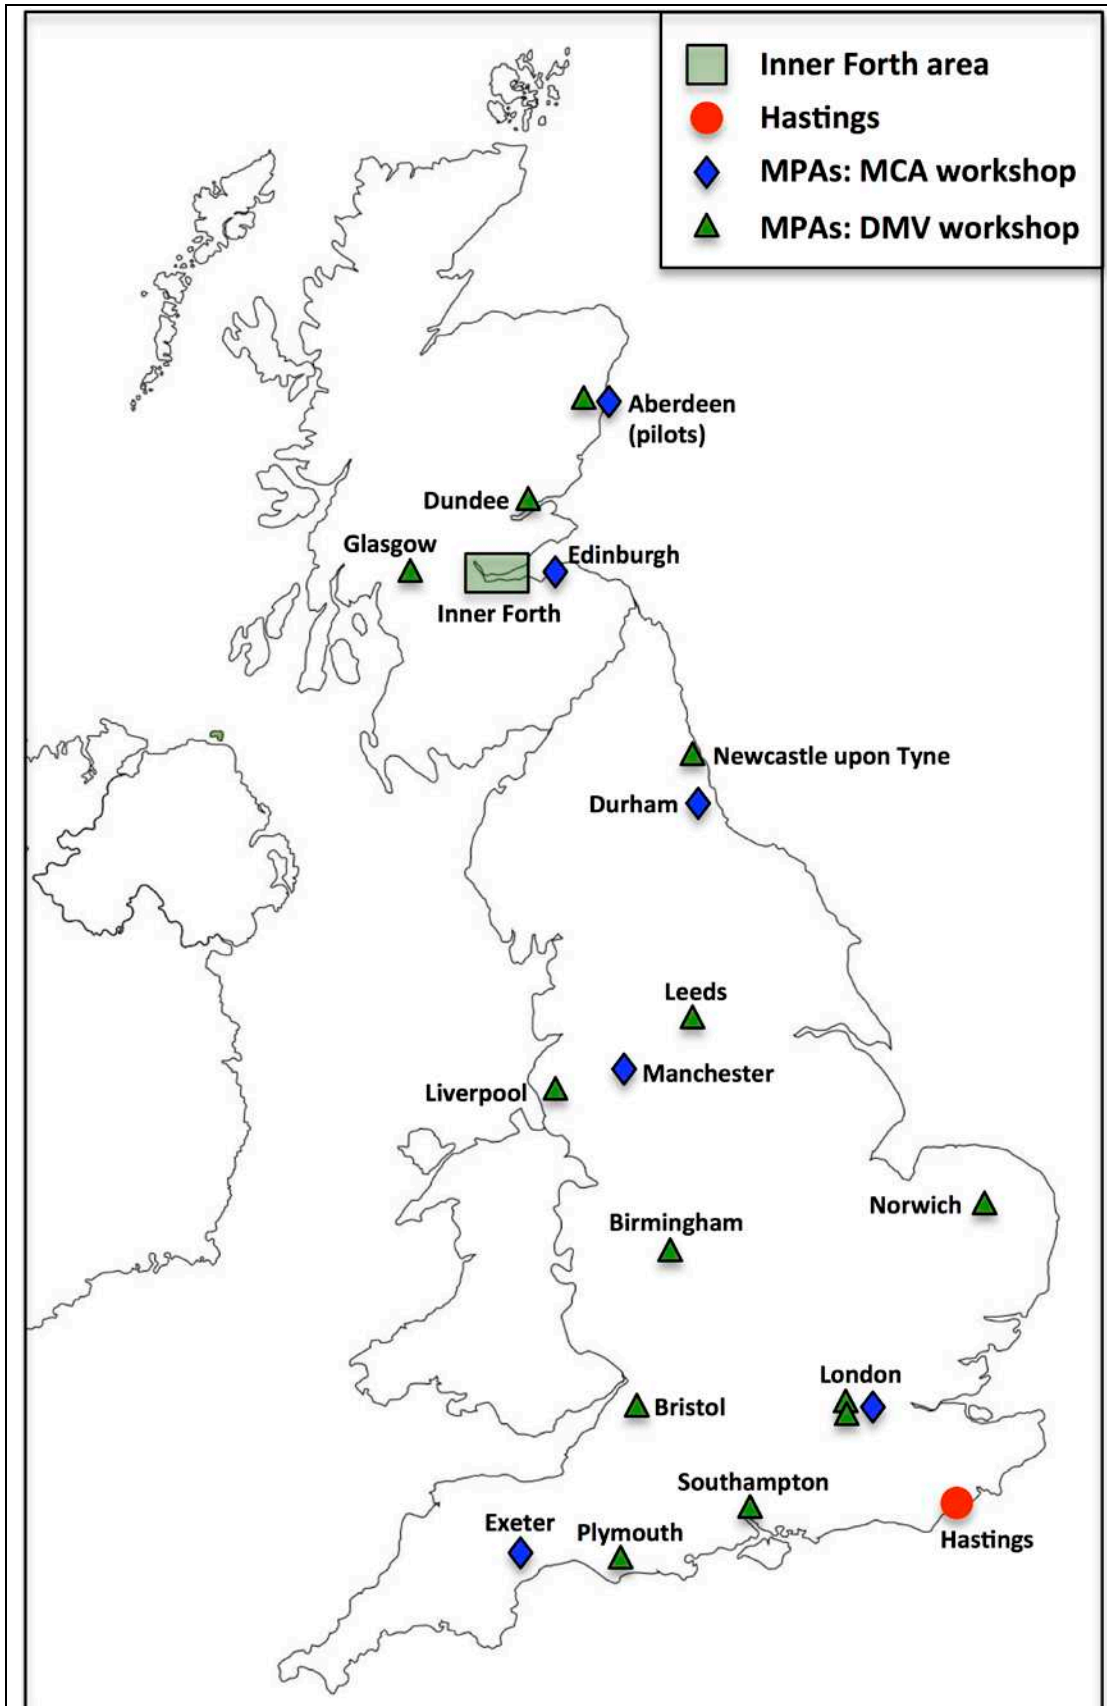 Inner Forth area
Hastings
MPAs: MCA workshop
MPAs: DMV workshop
Aberdeen
(pilots)
Dundee
Glasgow
Edinburgh
Inner Forth
Newcastle upon Tyne
Durham
Leeds
Manchester
Liverpool
Norwich
Birmingham
London
Bristol
Southampton
Exeter
Plymouth
Hastings